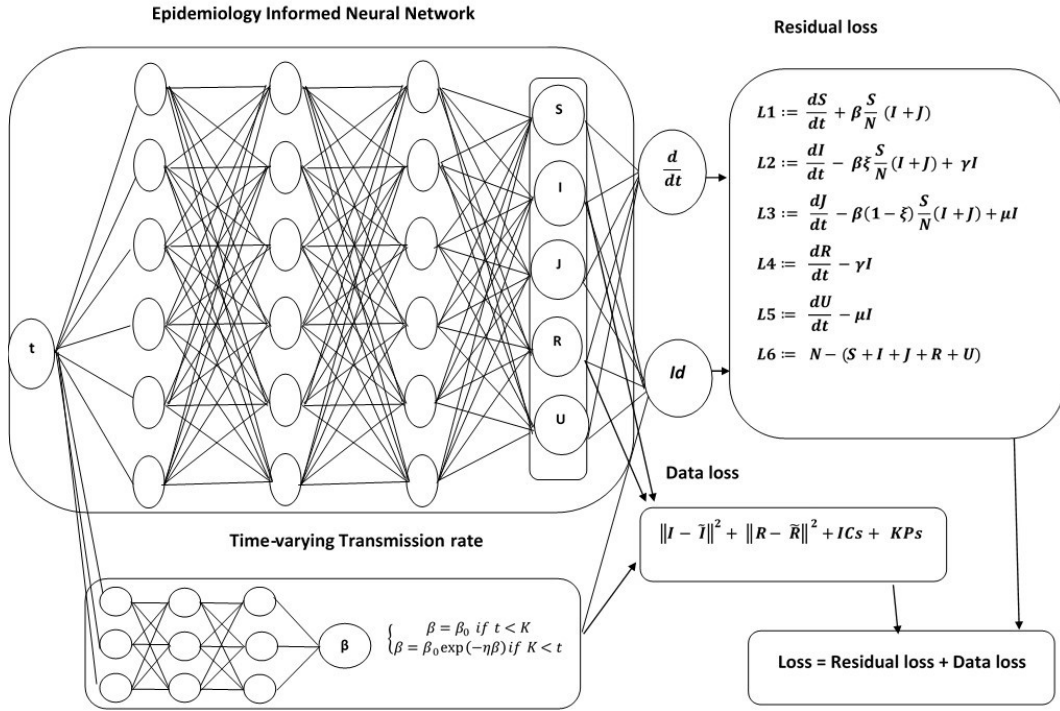 Epidemiology Informed Neural Network
Residual loss
t
S
I
J
R
U
d/dt
Id
L1 := dS/dt + β S/N (I + J)
L2 := dI/dt − βξ S/N (I + J) + γI
L3 := dJ/dt − β(1 − ξ) S/N (I + J) + μI
L4 := dR/dt − γI
L5 := dU/dt − μI
L6 := N − (S + I + J + R + U)
Data loss
‖I − Ĩ‖² + ‖R − R̃‖² + ICs + KPs
Time-varying Transmission rate
β
β = β₀ if t < K
β = β₀ exp(−ηβ) if K < t
Loss = Residual loss + Data loss